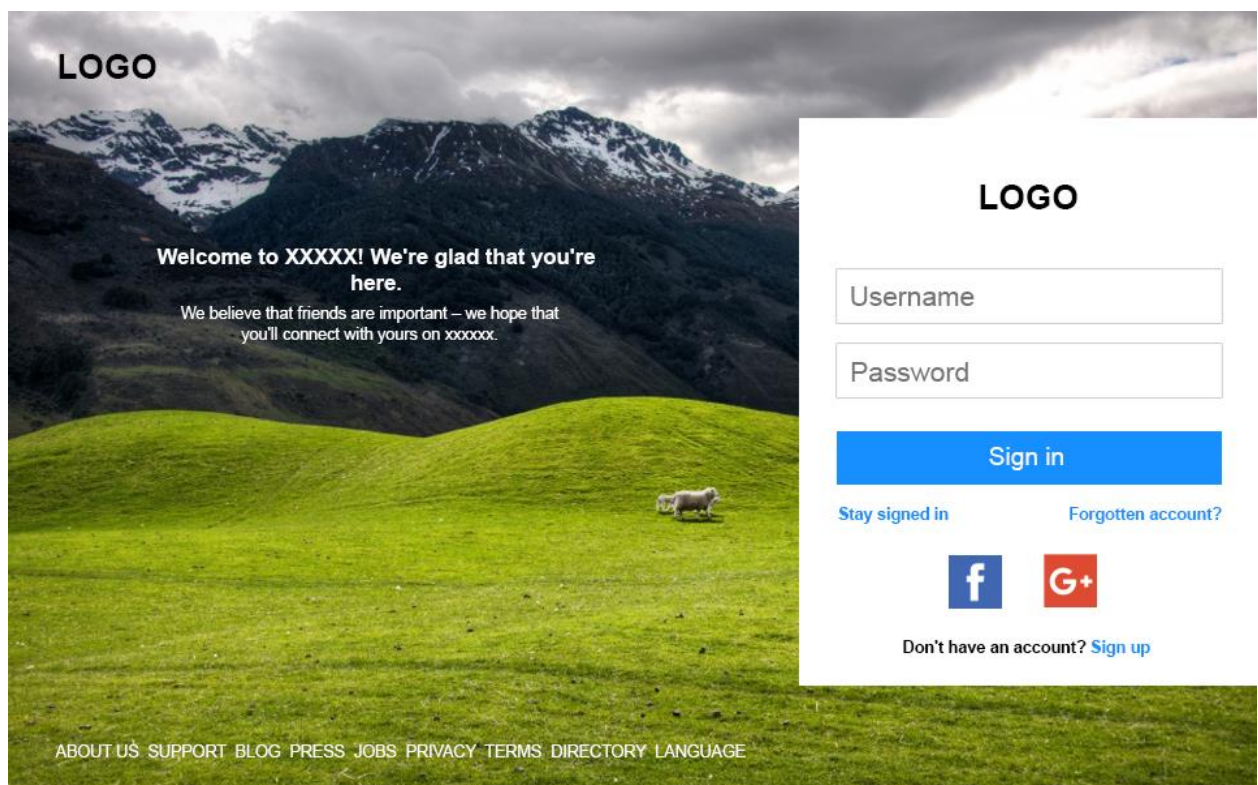 LOGO
Welcome to XXXXX! We're glad that you're
here.
We believe that friends are important – we hope that
you'll connect with yours on xxxxxx.
LOGO
Username
Password
Sign in
Stay signed in
Forgotten account?
f
G+
Don't have an account? Sign up
ABOUT US SUPPORT BLOG PRESS JOBS PRIVACY TERMS DIRECTORY LANGUAGE